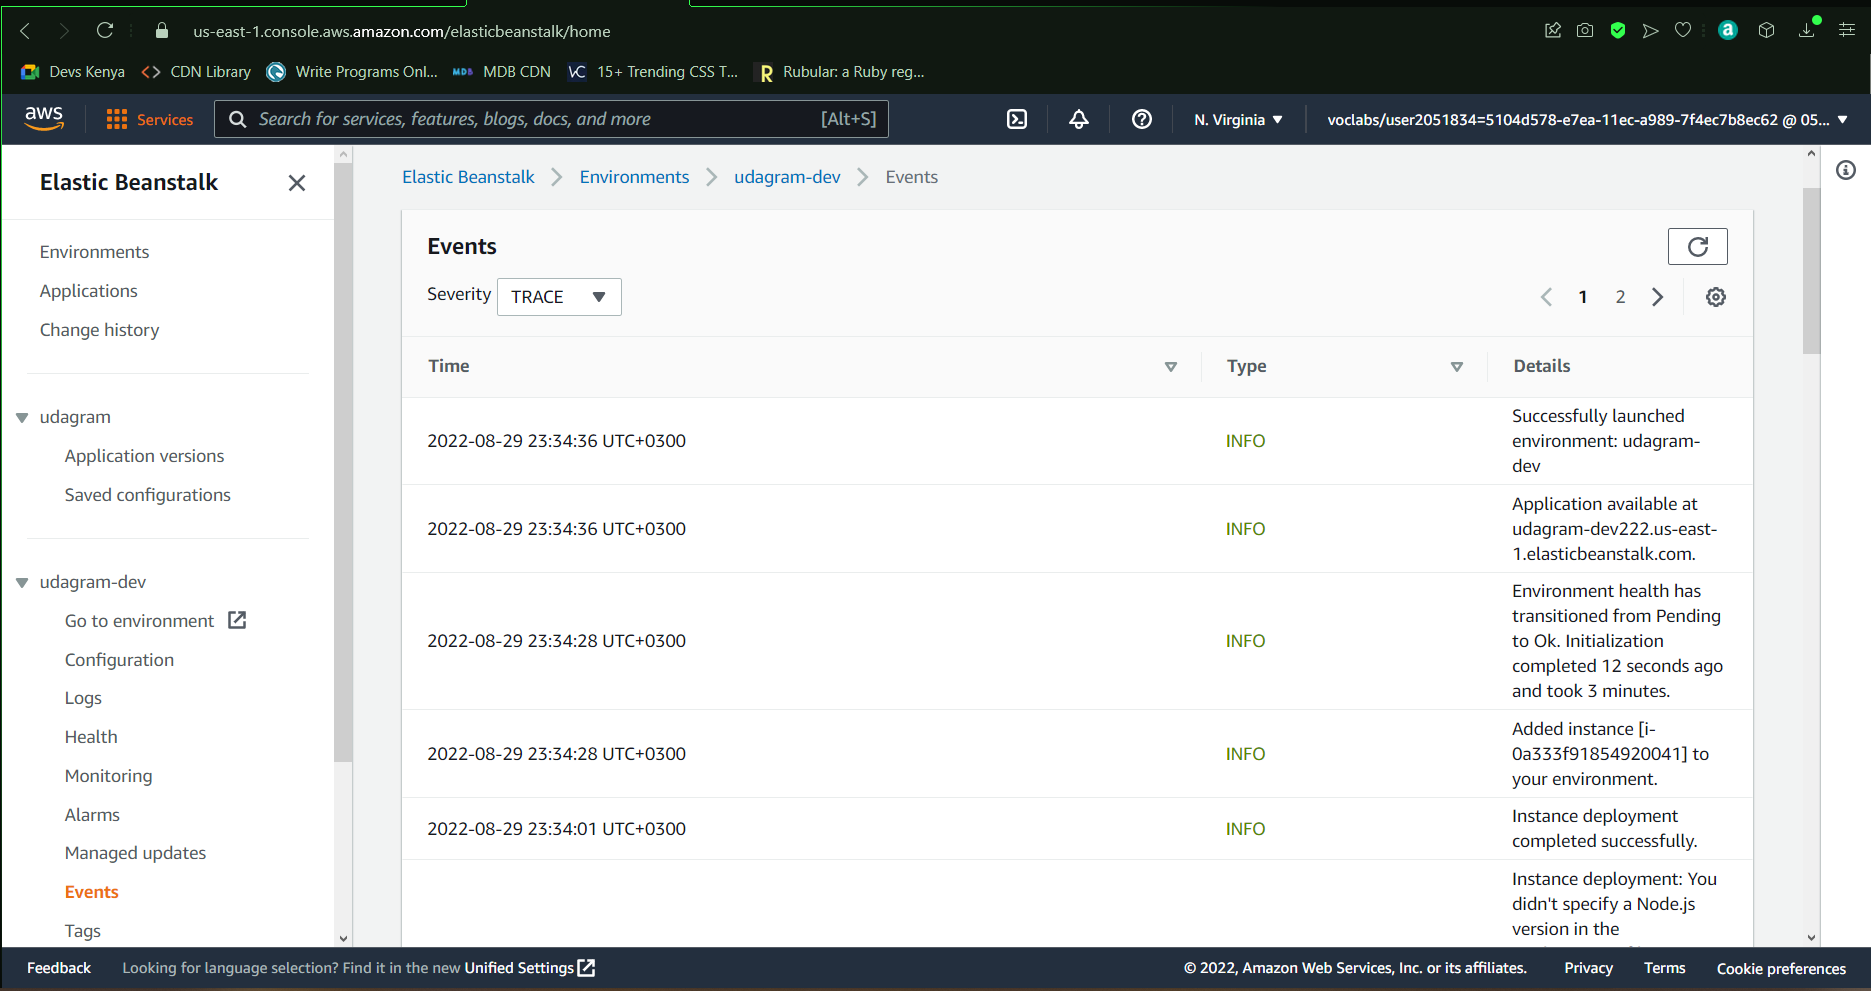 us-east-1.console.aws.amazon.com/elasticbeanstalk/home
Devs Kenya
CDN Library
Write Programs Onl...
MDB
MDB CDN
VC
15+ Trending CSS T...
R
Rubular: a Ruby reg...
a
aws
Services
Search for services, features, blogs, docs, and more
[Alt+S]
N. Virginia
voclabs/user2051834=5104d578-e7ea-11ec-a989-7f4ec7b8ec62 @ 05...
Elastic Beanstalk
Environments
Applications
Change history
udagram
Application versions
Saved configurations
udagram-dev
Go to environment
Configuration
Logs
Health
Monitoring
Alarms
Managed updates
Events
Tags
Elastic Beanstalk
Environments
udagram-dev
Events
Events
Severity
TRACE
1
2
Time
Type
Details
2022-08-29 23:34:36 UTC+0300
INFO
Successfully launched
environment: udagram-
dev
2022-08-29 23:34:36 UTC+0300
INFO
Application available at
udagram-dev222.us-east-
1.elasticbeanstalk.com.
2022-08-29 23:34:28 UTC+0300
INFO
Environment health has
transitioned from Pending
to Ok. Initialization
completed 12 seconds ago
and took 3 minutes.
2022-08-29 23:34:28 UTC+0300
INFO
Added instance [i-
0a333f91854920041] to
your environment.
2022-08-29 23:34:01 UTC+0300
INFO
Instance deployment
completed successfully.
Instance deployment: You
didn't specify a Node.js
version in the
Feedback
Looking for language selection? Find it in the new Unified Settings
© 2022, Amazon Web Services, Inc. or its affiliates.
Privacy
Terms
Cookie preferences